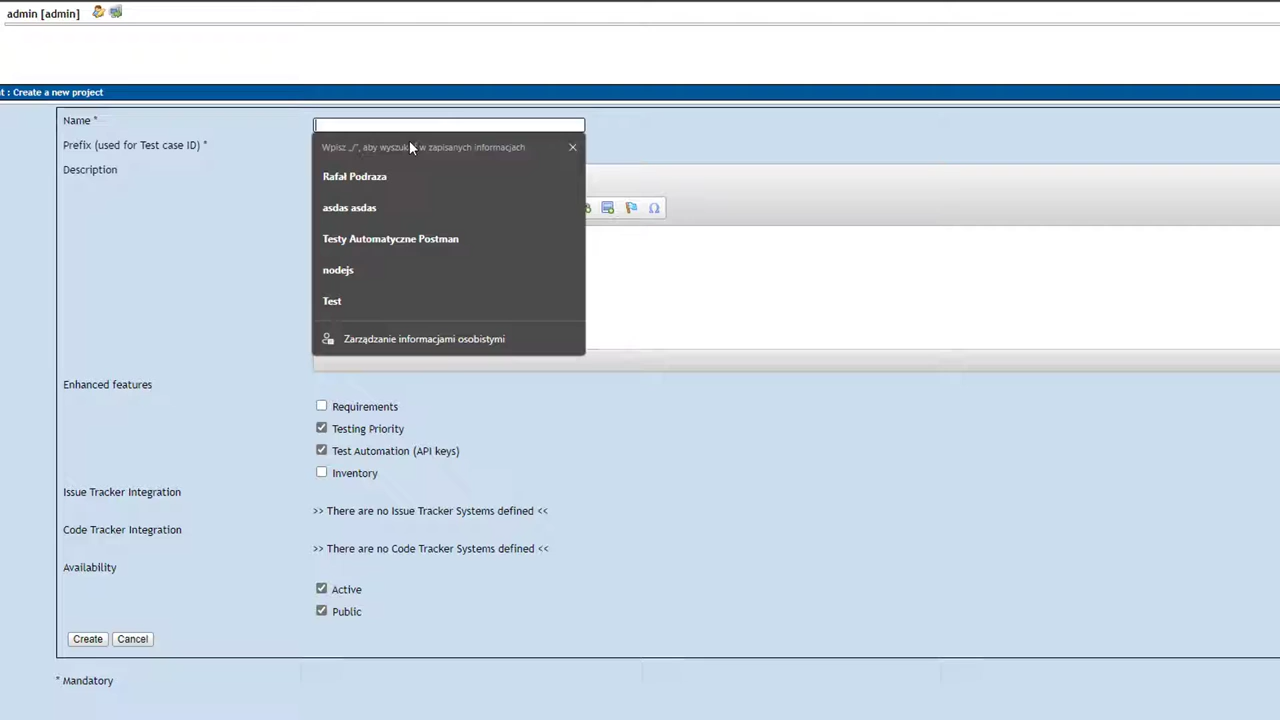 admin [admin]
t : Create a new project
Name *
Prefix (used for Test case ID) *
Wpisz „/”, aby wyszukać w zapisanych informacjach
Description
Rafał Podraza
asdas asdas
Testy Automatyczne Postman
nodejs
Test
Zarządzanie informacjami osobistymi
Enhanced features
Requirements
Testing Priority
Test Automation (API keys)
Inventory
Issue Tracker Integration
>> There are no Issue Tracker Systems defined <<
Code Tracker Integration
>> There are no Code Tracker Systems defined <<
Availability
Active
Public
Create Cancel
* Mandatory